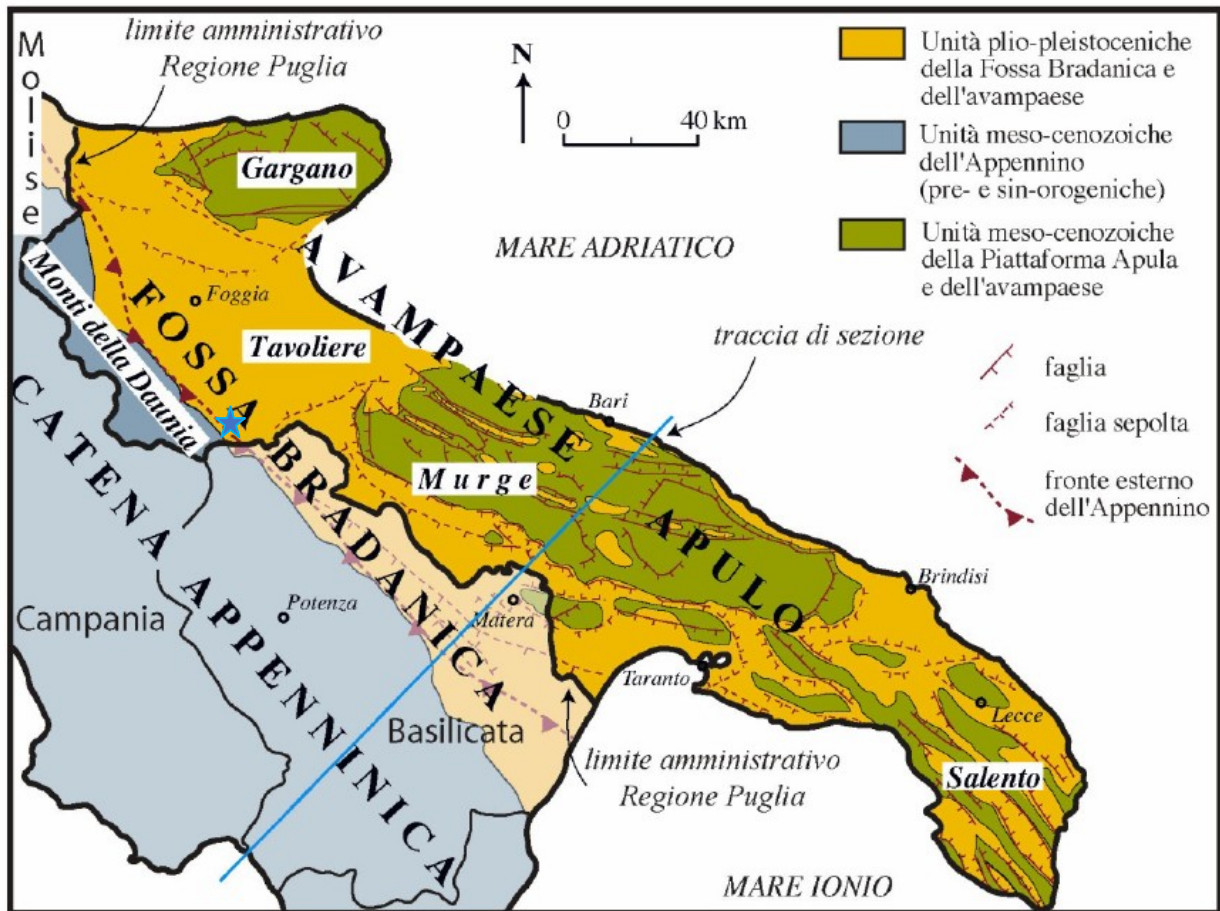 Molise
limite amministrativo
Regione Puglia
N
0 40 km
Unità plio-pleistoceniche
della Fossa Bradanica e
dell'avampaese
Unità meso-cenozoiche
dell'Appennino
(pre- e sin-orogeniche)
Unità meso-cenozoiche
della Piattaforma Apula
e dell'avampaese
Gargano
MARE ADRIATICO
AVAMPAESE APULO
Monti della Daunia
FOSSA BRADANICA
Foggia
Tavoliere
traccia di sezione
faglia
faglia sepolta
fronte esterno
dell'Appennino
Bari
Murge
CATENA APPENNINICA
Brindisi
Potenza
Matera
Campania
Taranto
Lecce
Basilicata
limite amministrativo
Regione Puglia
Salento
MARE IONIO